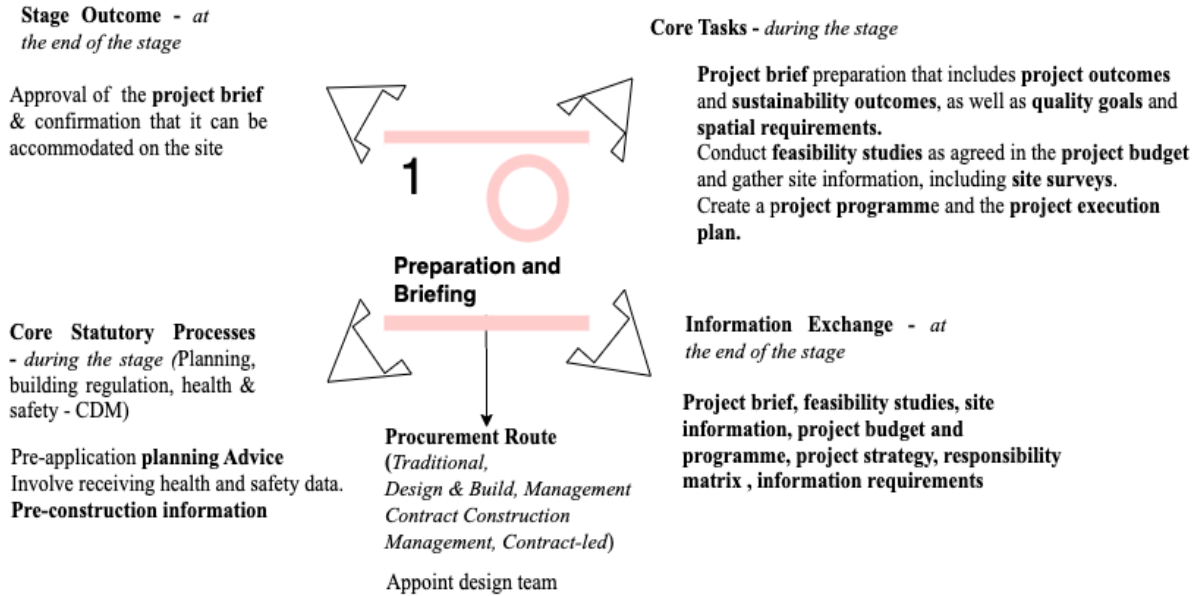 Stage Outcome - at
the end of the stage
Approval of the project brief
& confirmation that it can be
accommodated on the site
Core Tasks - during the stage
Project brief preparation that includes project outcomes
and sustainability outcomes, as well as quality goals and
spatial requirements.
Conduct feasibility studies as agreed in the project budget
and gather site information, including site surveys.
Create a project programme and the project execution
plan.
1
Preparation and
Briefing
Core Statutory Processes
- during the stage (Planning,
building regulation, health &
safety - CDM)
Pre-application planning Advice
Involve receiving health and safety data.
Pre-construction information
Procurement Route
(Traditional,
Design & Build, Management
Contract Construction
Management, Contract-led)
Appoint design team
Information Exchange - at
the end of the stage
Project brief, feasibility studies, site
information, project budget and
programme, project strategy, responsibility
matrix , information requirements